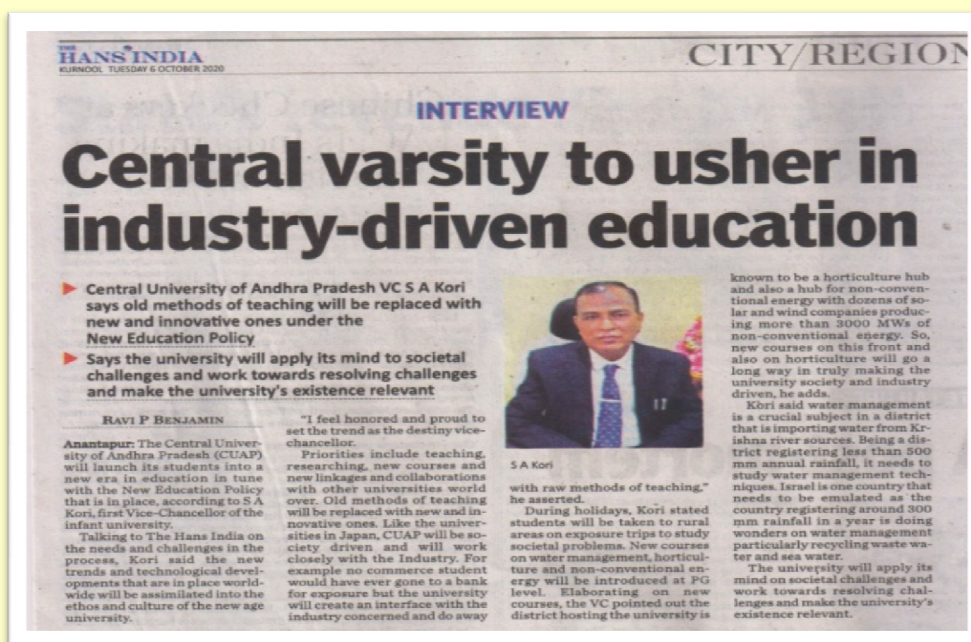 THE
HANS INDIA
KURNOOL TUESDAY 6 OCTOBER 2020
CITY/REGION
INTERVIEW
Central varsity to usher in
industry-driven education
Central University of Andhra Pradesh VC S A Kori
says old methods of teaching will be replaced with
new and innovative ones under the
New Education Policy
Says the university will apply its mind to societal
challenges and work towards resolving challenges
and make the university's existence relevant
RAVI P BENJAMIN
Anantapur: The Central Univer-
sity of Andhra Pradesh (CUAP)
will launch its students into a
new era in education in tune
with the New Education Policy
that is in place, according to S A
Kori, first Vice-Chancellor of the
infant university.
Talking to The Hans India on
the needs and challenges in the
process, Kori said the new
trends and technological devel-
opments that are in place world-
wide will be assimilated into the
ethos and culture of the new age
university.
"I feel honored and proud to
set the trend as the destiny vice-
chancellor.
Priorities include teaching,
researching, new courses and
new linkages and collaborations
with other universities world
over. Old methods of teaching
will be replaced with new and in-
novative ones. Like the univer-
sities in Japan, CUAP will be so-
ciety driven and will work
closely with the Industry. For
example no commerce student
would have ever gone to a bank
for exposure but the university
will create an interface with the
industry concerned and do away
S A Kori
with raw methods of teaching,"
he asserted.
During holidays, Kori stated
students will be taken to rural
areas on exposure trips to study
societal problems. New courses
on water management, horticul-
ture and non-conventional en-
ergy will be introduced at PG
level. Elaborating on new
courses, the VC pointed out the
district hosting the university is
known to be a horticulture hub
and also a hub for non-conven-
tional energy with dozens of so-
lar and wind companies produc-
ing more than 3000 MWs of
non-conventional energy. So,
new courses on this front and
also on horticulture will go a
long way in truly making the
university society and industry
driven, he adds.
Kori said water management
is a crucial subject in a district
that is importing water from Kr-
ishna river sources. Being a dis-
trict registering less than 500
mm annual rainfall, it needs to
study water management tech-
niques. Israel is one country that
needs to be emulated as the
country registering around 300
mm rainfall in a year is doing
wonders on water management
particularly recycling waste wa-
ter and sea water.
The university will apply its
mind on societal challenges and
work towards resolving chal-
lenges and make the university's
existence relevant.